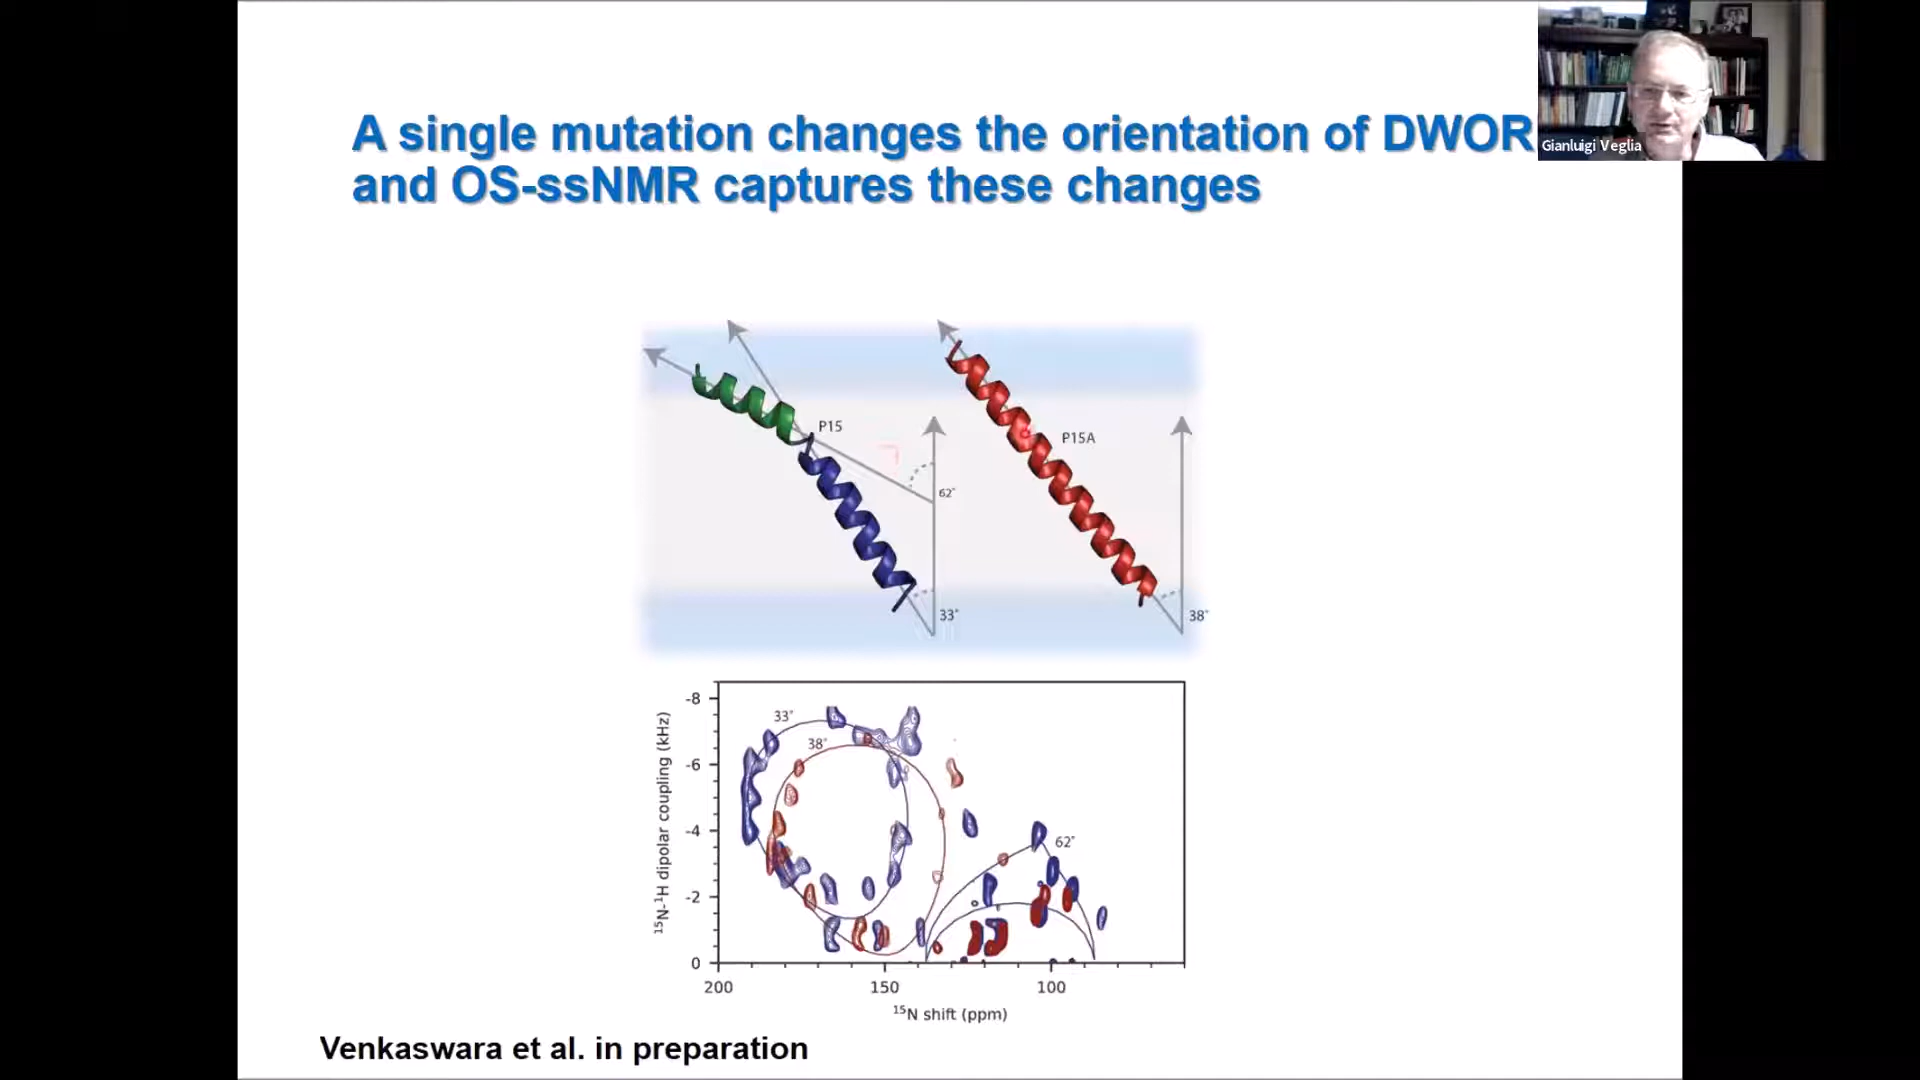 A single mutation changes the orientation of DWOR
and OS-ssNMR captures these changes
Gianluigi Veglia
P15
P15A
62°
33°
38°
-8
-6
-4
-2
0
33°
38°
62°
¹⁵N-¹H dipolar coupling (kHz)
200
150
100
¹⁵N shift (ppm)
Venkaswara et al. in preparation